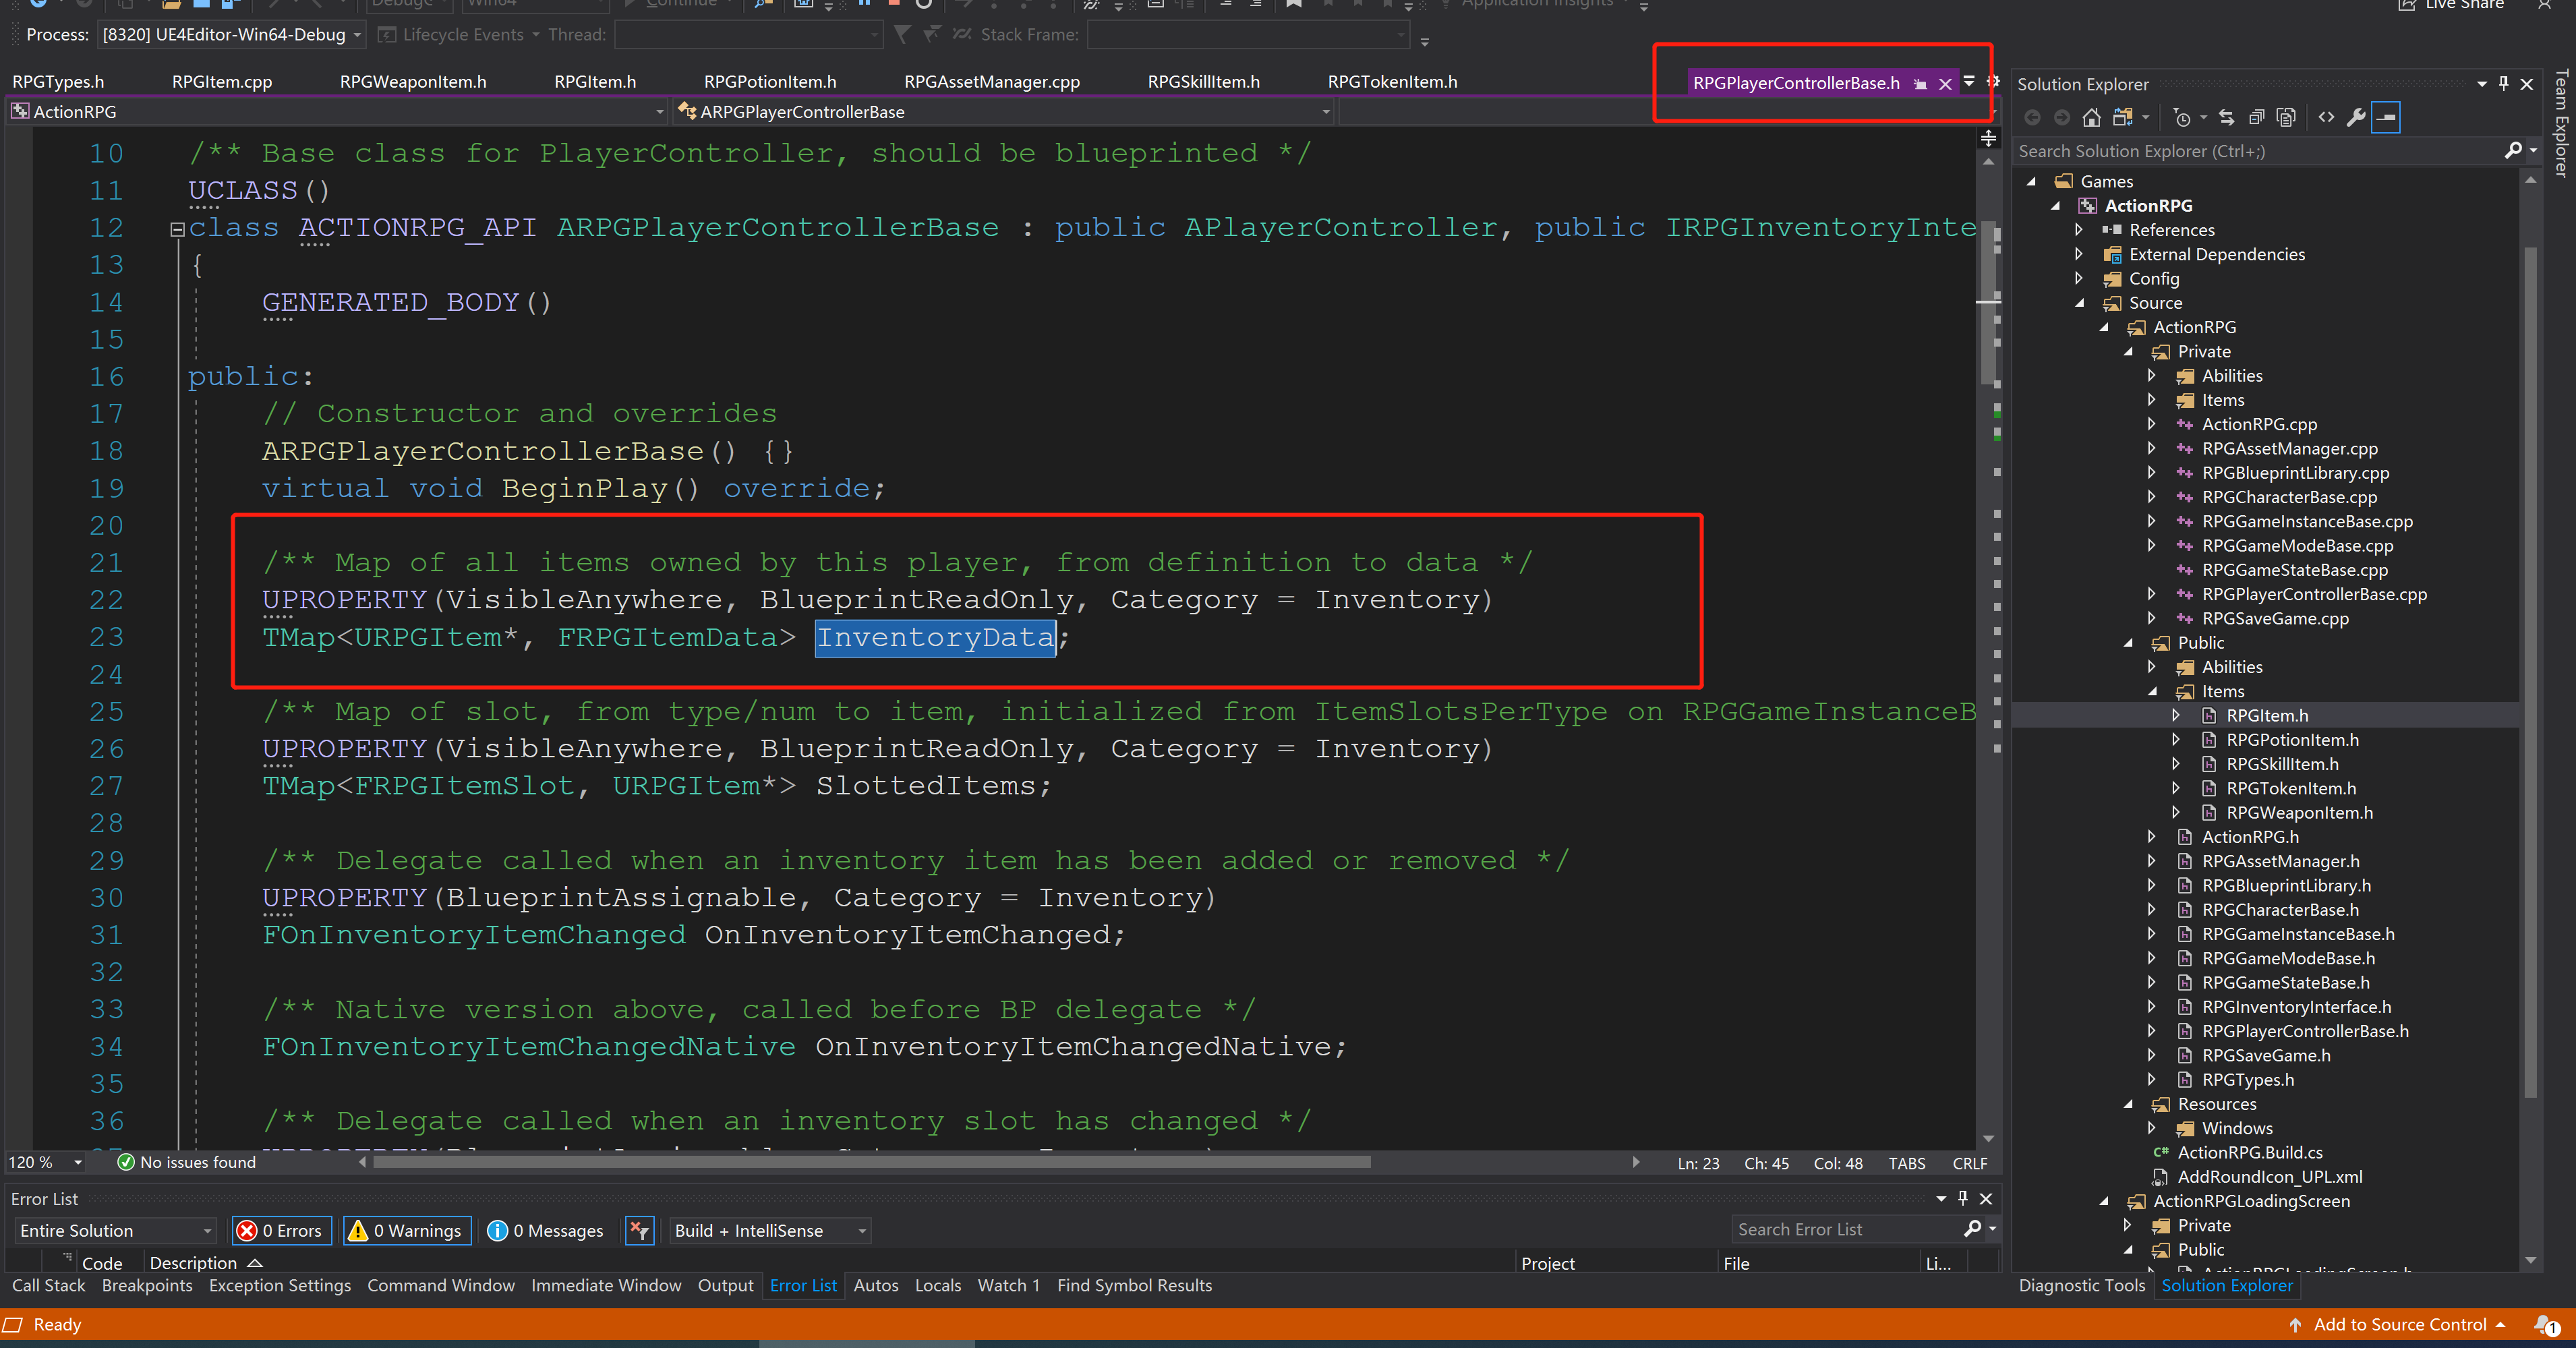 DebugG
Win64
Continue
Application Insights
Live Share
Process: [8320] UE4Editor-Win64-Debug Lifecycle Events Thread: Stack Frame:
RPGTypes.h RPGItem.cpp RPGWeaponItem.h RPGItem.h RPGPotionItem.h RPGAssetManager.cpp RPGSkillItem.h RPGTokenItem.h RPGPlayerControllerBase.h
ActionRPG ARPGPlayerControllerBase
10 /** Base class for PlayerController, should be blueprinted */
11 UCLASS()
12 class ACTIONRPG_API ARPGPlayerControllerBase : public APlayerController, public IRPGInventoryInte
13 {
14 GENERATED_BODY()
15
16 public:
17 // Constructor and overrides
18 ARPGPlayerControllerBase() {}
19 virtual void BeginPlay() override;
20
21 /** Map of all items owned by this player, from definition to data */
22 UPROPERTY(VisibleAnywhere, BlueprintReadOnly, Category = Inventory)
23 TMap<URPGItem*, FRPGItemData> InventoryData;
24
25 /** Map of slot, from type/num to item, initialized from ItemSlotsPerType on RPGGameInstanceB
26 UPROPERTY(VisibleAnywhere, BlueprintReadOnly, Category = Inventory)
27 TMap<FRPGItemSlot, URPGItem*> SlottedItems;
28
29 /** Delegate called when an inventory item has been added or removed */
30 UPROPERTY(BlueprintAssignable, Category = Inventory)
31 FOnInventoryItemChanged OnInventoryItemChanged;
32
33 /** Native version above, called before BP delegate */
34 FOnInventoryItemChangedNative OnInventoryItemChangedNative;
35
36 /** Delegate called when an inventory slot has changed */
120 % No issues found Ln: 23 Ch: 45 Col: 48 TABS CRLF
Error List
Entire Solution 0 Errors 0 Warnings 0 Messages Build + IntelliSense Search Error List
Code Description Project File Li...
Call Stack Breakpoints Exception Settings Command Window Immediate Window Output Error List Autos Locals Watch 1 Find Symbol Results
Solution Explorer
Search Solution Explorer (Ctrl+;)
Games
ActionRPG
References
External Dependencies
Config
Source
ActionRPG
Private
Abilities
Items
ActionRPG.cpp
RPGAssetManager.cpp
RPGBlueprintLibrary.cpp
RPGCharacterBase.cpp
RPGGameInstanceBase.cpp
RPGGameModeBase.cpp
RPGGameStateBase.cpp
RPGPlayerControllerBase.cpp
RPGSaveGame.cpp
Public
Abilities
Items
RPGItem.h
RPGPotionItem.h
RPGSkillItem.h
RPGTokenItem.h
RPGWeaponItem.h
ActionRPG.h
RPGAssetManager.h
RPGBlueprintLibrary.h
RPGCharacterBase.h
RPGGameInstanceBase.h
RPGGameModeBase.h
RPGGameStateBase.h
RPGInventoryInterface.h
RPGPlayerControllerBase.h
RPGSaveGame.h
RPGTypes.h
Resources
Windows
ActionRPG.Build.cs
AddRoundIcon_UPL.xml
ActionRPGLoadingScreen
Private
Public
Diagnostic Tools Solution Explorer
Team Explorer
Ready
Add to Source Control
1